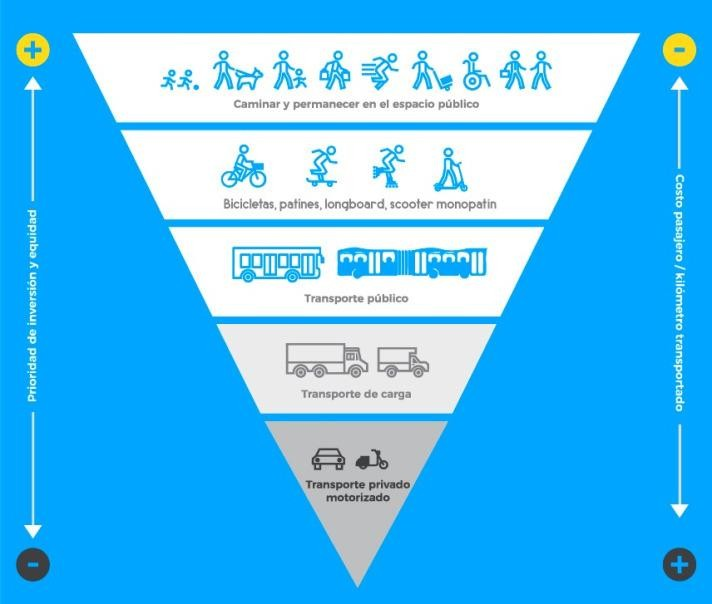 +
-
Caminar y permanecer en el espacio público
Bicicletas, patines, longboard, scooter monopatin
Prioridad de inversión y equidad
Costo pasajero / kilómetro transportado
Transporte público
Transporte de carga
Transporte privado
motorizado
-
+